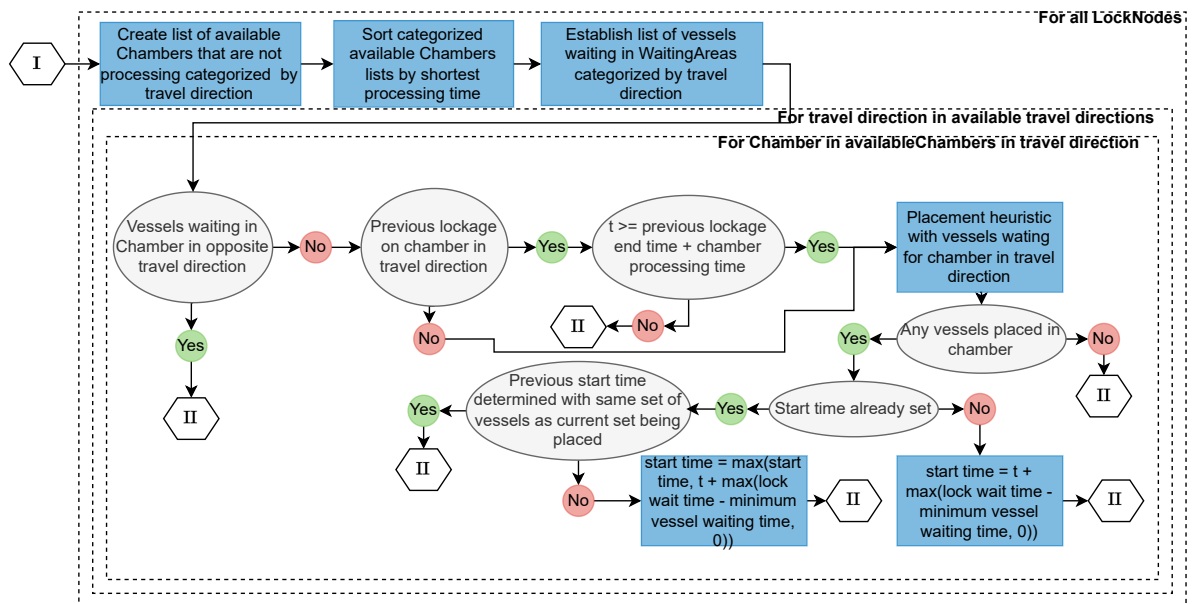 For all LockNodes
I
Create list of available
Chambers that are not
processing categorized by
travel direction
Sort categorized
available Chambers
lists by shortest
processing time
Establish list of vessels
waiting in WaitingAreas
categorized by travel
direction
For travel direction in available travel directions
For Chamber in availableChambers in travel direction
Vessels waiting in
Chamber in opposite
travel direction
No
Previous lockage
on chamber in
travel direction
Yes
t >= previous lockage
end time + chamber
processing time
Yes
Placement heuristic
with vessels wating
for chamber in travel
direction
Yes
II
No
No
II
Any vessels placed in
chamber
Yes
No
II
Start time already set
Yes
No
Previous start time
determined with same set of
vessels as current set being
placed
Yes
II
No
start time = max(start
time, t + max(lock
wait time - minimum
vessel waiting time,
0))
II
start time = t +
max(lock wait time -
minimum vessel
waiting time, 0))
II